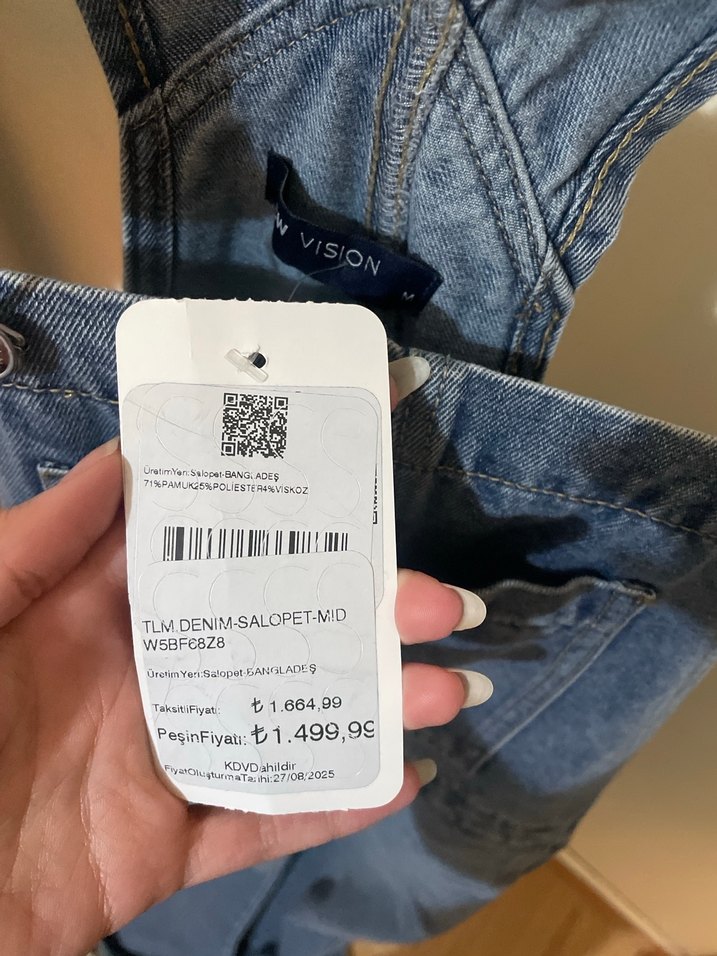 W VISION
M
ÜretimYeri:Salopet-BANGLADEŞ
71%PAMUK25%POLİESTER4%VİSKOZ
TLM.DENIM-SALOPET-MID
W5BF68Z8
ÜretimYeri:Salopet-BANGLADEŞ
TaksitliFiyatı: ₺ 1.664,99
PeşinFiyatı: ₺1.499,99
KDVDahildir
FiyatOluşturmaTarihi:27/08/2025